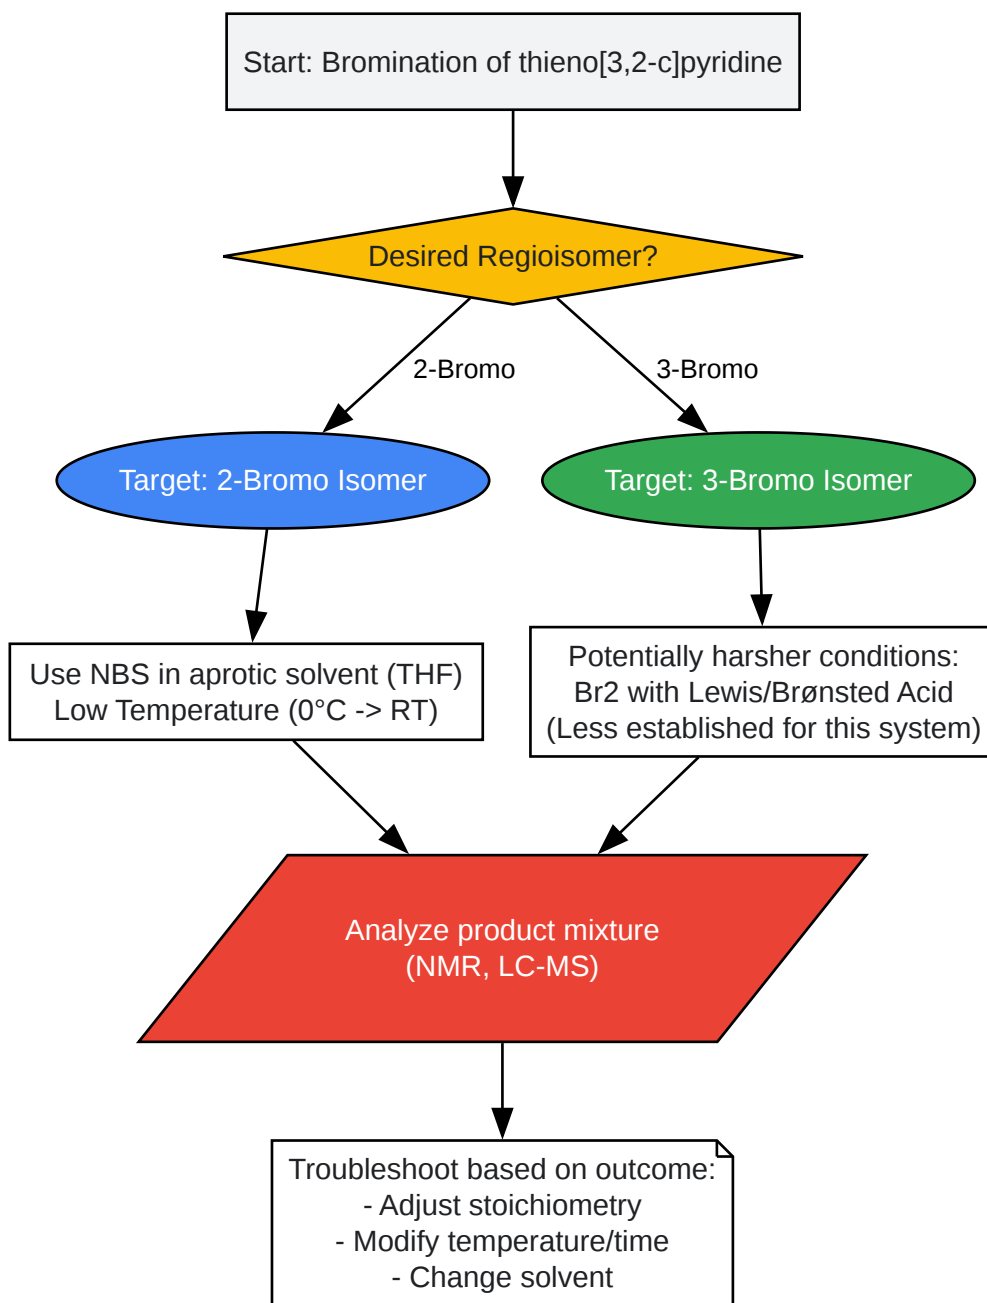 Start: Bromination of thieno[3,2-c]pyridine
Desired Regioisomer?
2-Bromo
3-Bromo
Target: 2-Bromo Isomer
Target: 3-Bromo Isomer
Use NBS in aprotic solvent (THF)
Low Temperature (0°C -> RT)
Potentially harsher conditions:
Br2 with Lewis/Brønsted Acid
(Less established for this system)
Analyze product mixture
(NMR, LC-MS)
Troubleshoot based on outcome:
- Adjust stoichiometry
- Modify temperature/time
- Change solvent